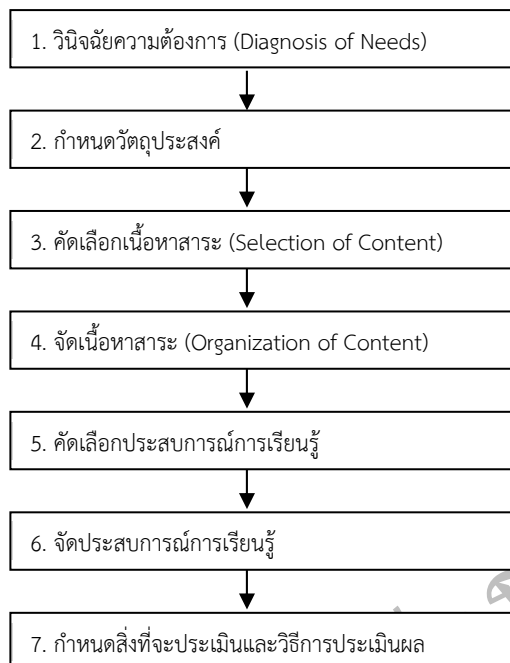 1. วินิจฉัยความต้องการ (Diagnosis of Needs)
2. กำหนดวัตถุประสงค์
3. คัดเลือกเนื้อหาสาระ (Selection of Content)
4. จัดเนื้อหาสาระ (Organization of Content)
5. คัดเลือกประสบการณ์การเรียนรู้
6. จัดประสบการณ์การเรียนรู้
7. กำหนดสิ่งที่จะประเมินและวิธีการประเมินผล